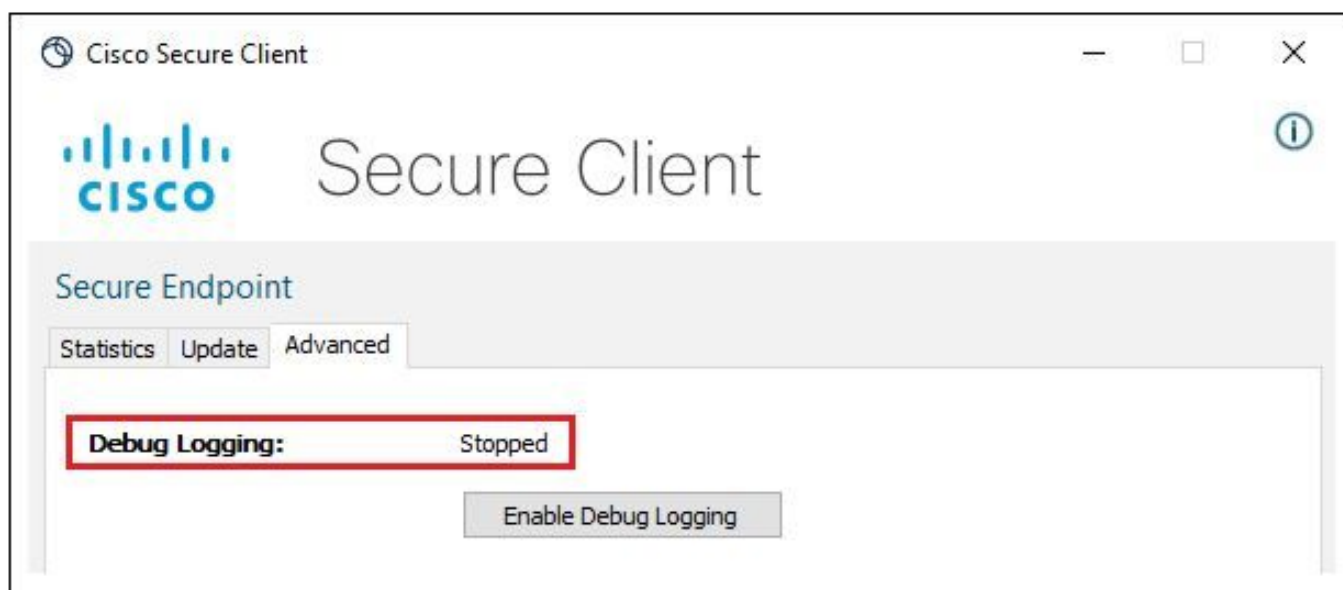 Cisco Secure Client
CISCO Secure Client
Secure Endpoint
Statistics Update Advanced
Debug Logging: Stopped
Enable Debug Logging